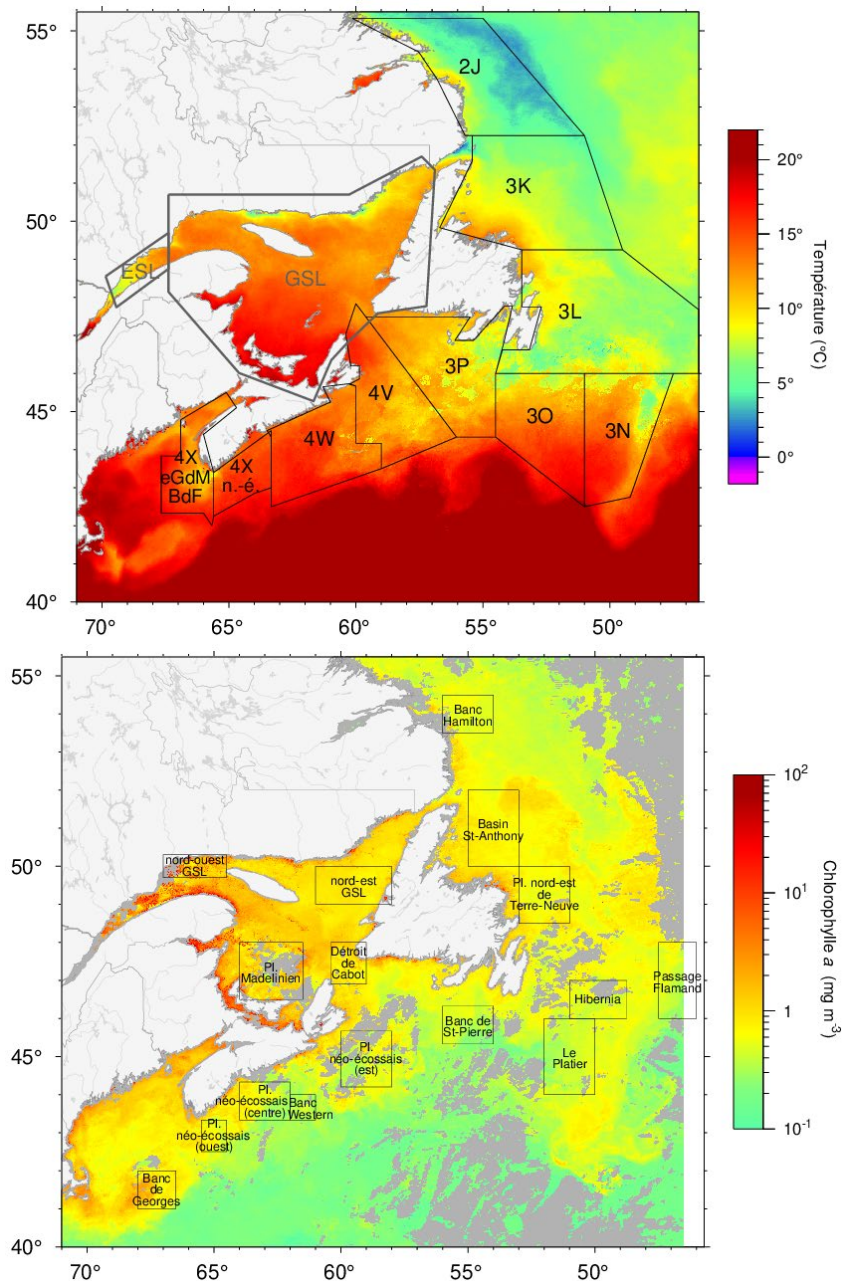 55°
50°
45°
40°
70°
65°
60°
55°
50°
2J
3K
ESL
GSL
3L
3P
4V
4W
3O
3N
4X
eGdM
BdF
4X
n.-é.
20°
15°
10°
5°
0°
Température (°C)
55°
50°
45°
40°
70°
65°
60°
55°
50°
Banc
Hamilton
Basin
St-Anthony
nord-ouest
GSL
nord-est
GSL
Pl. nord-est
de
Terre-Neuve
Pl.
Madelinien
Détroit
de
Cabot
Passage
Flamand
Hibernia
Banc de
St-Pierre
Le
Platier
Pl.
néo-écossais
(est)
Pl.
néo-écossais
(centre)
Banc
Western
Pl.
néo-écossais
(ouest)
Banc
de
Georges
10²
10¹
1
10⁻¹
Chlorophylle a (mg m⁻³)